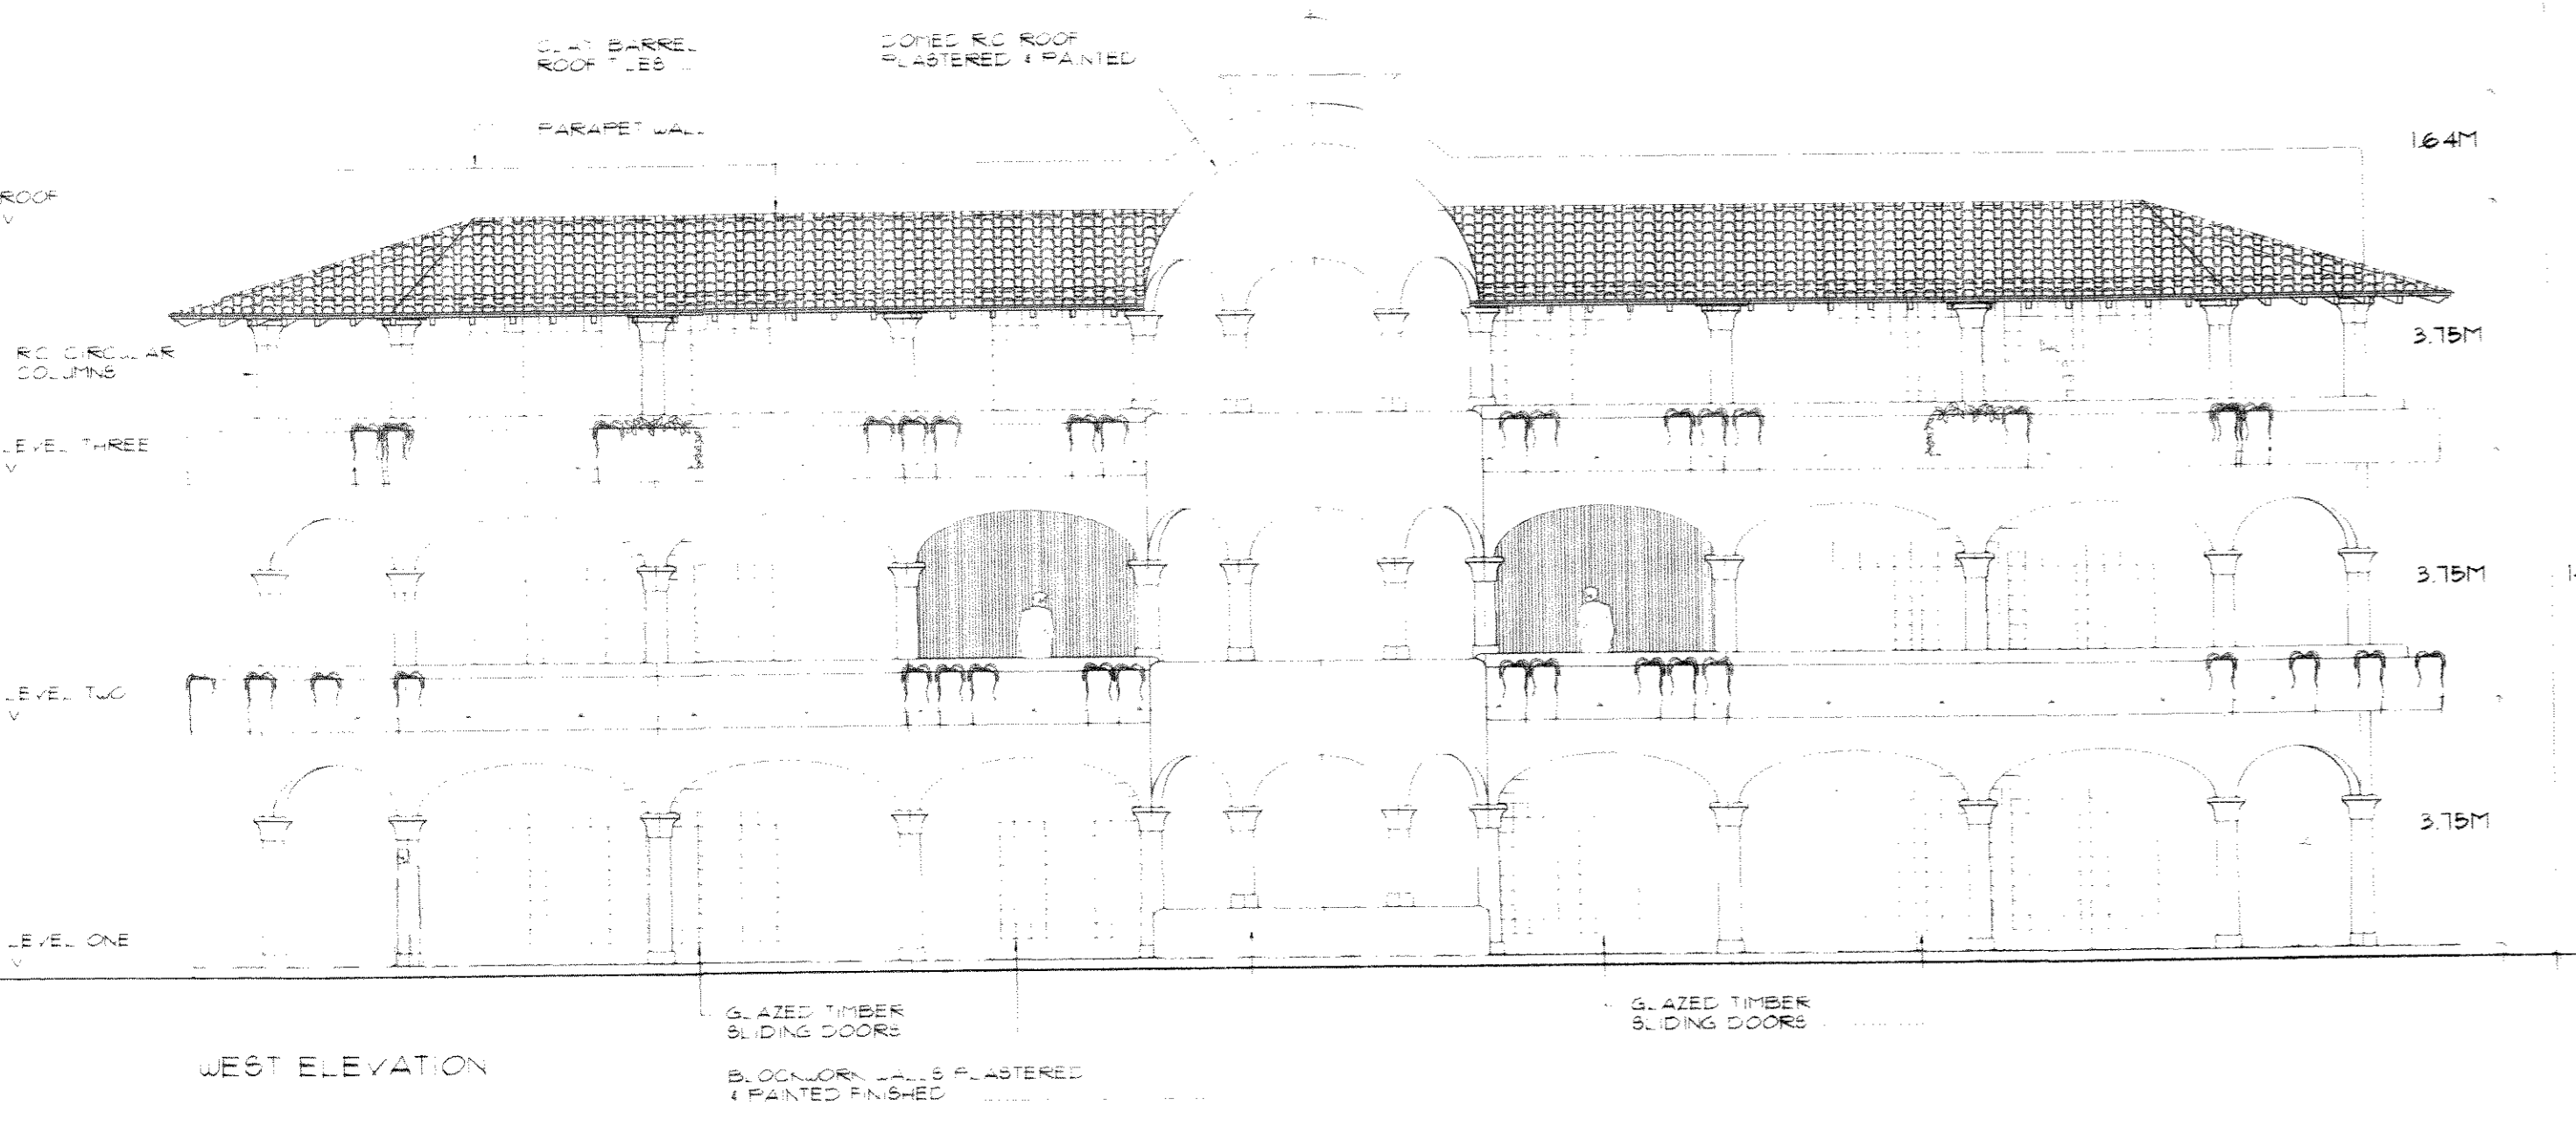 CLAY BARREL
ROOF TILES
DOMED R.C ROOF
PLASTERED & PAINTED
PARAPET WALL
1.64M
ROOF
3.75M
RC CIRCULAR
COLUMNS
LEVEL THREE
3.75M
LEVEL TWO
3.75M
LEVEL ONE
GLAZED TIMBER
SLIDING DOORS
GLAZED TIMBER
SLIDING DOORS
WEST ELEVATION
BLOCKWORK WALLS PLASTERED
& PAINTED FINISHED